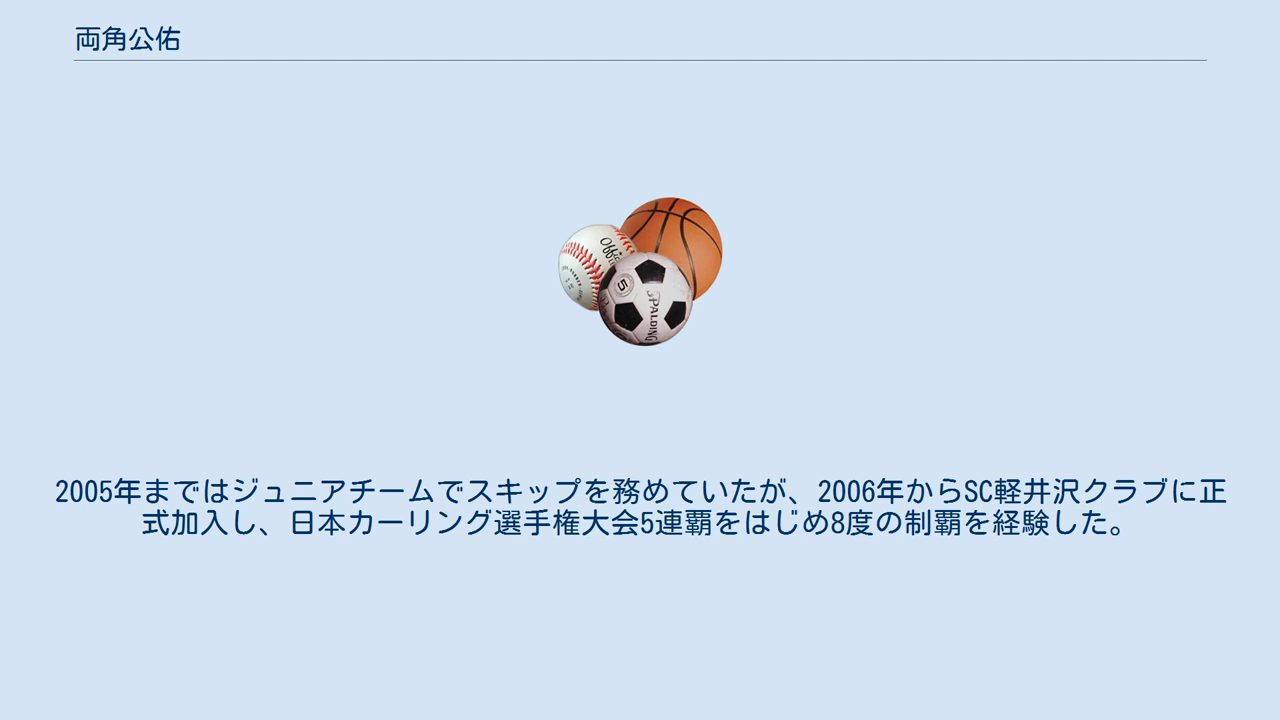 両角公佑
Offic
5
SPALDING
2005年まではジュニアチームでスキップを務めていたが、2006年からSC軽井沢クラブに正
式加入し、日本カーリング選手権大会5連覇をはじめ8度の制覇を経験した。